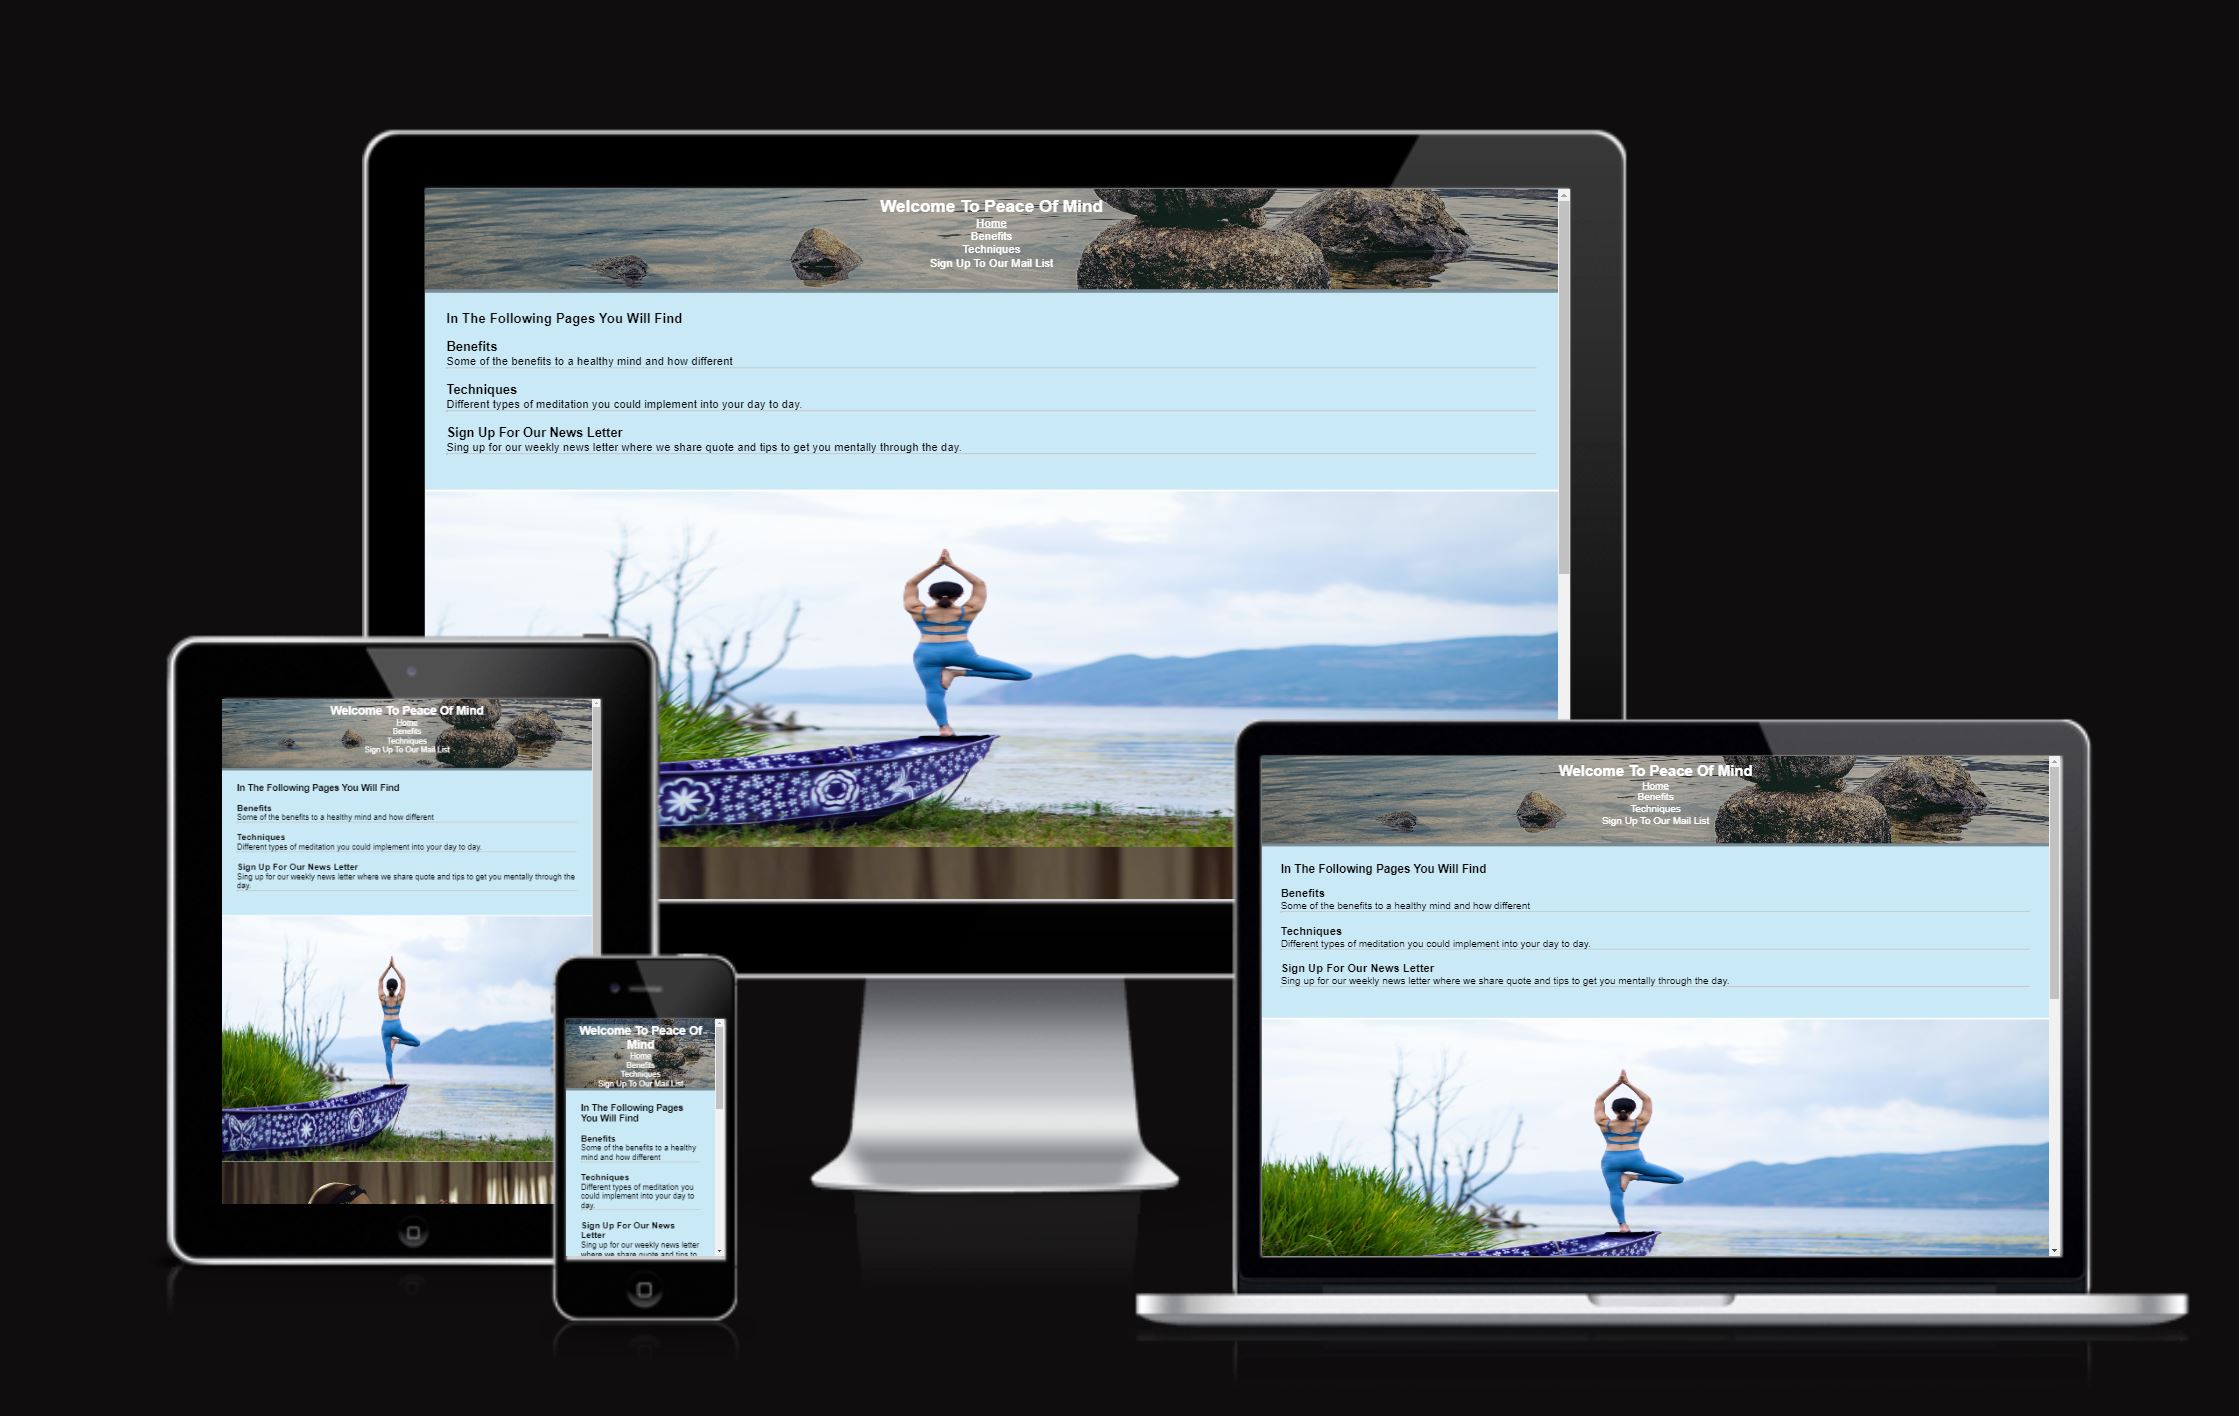 Welcome To Peace Of Mind
Home
Benefits
Techniques
Sign Up To Our Mail List
In The Following Pages You Will Find
Benefits
Some of the benefits to a healthy mind and how different
Techniques
Different types of meditation you could implement into your day to day.
Sign Up For Our News Letter
Sing up for our weekly news letter where we share quote and tips to get you mentally through the day.
Welcome To Peace Of Mind
Home
Benefits
Techniques
Sign Up To Our Mail List
In The Following Pages You Will Find
Benefits
Some of the benefits to a healthy mind and how different
Techniques
Different types of meditation you could implement into your day to day.
Sign Up For Our News Letter
Sing up for our weekly news letter where we share quote and tips to get you mentally through the
day.
Welcome To Peace Of
Mind
Home
Benefits
Techniques
Sign Up To Our Mail List
In The Following Pages
You Will Find
Benefits
Some of the benefits to a healthy
mind and how different
Techniques
Different types of meditation you
could implement into your day to
day.
Sign Up For Our News
Letter
Sing up for our weekly news letter
where we share quote and tips to
Welcome To Peace Of Mind
Home
Benefits
Techniques
Sign Up To Our Mail List
In The Following Pages You Will Find
Benefits
Some of the benefits to a healthy mind and how different
Techniques
Different types of meditation you could implement into your day to day.
Sign Up For Our News Letter
Sing up for our weekly news letter where we share quote and tips to get you mentally through the day.